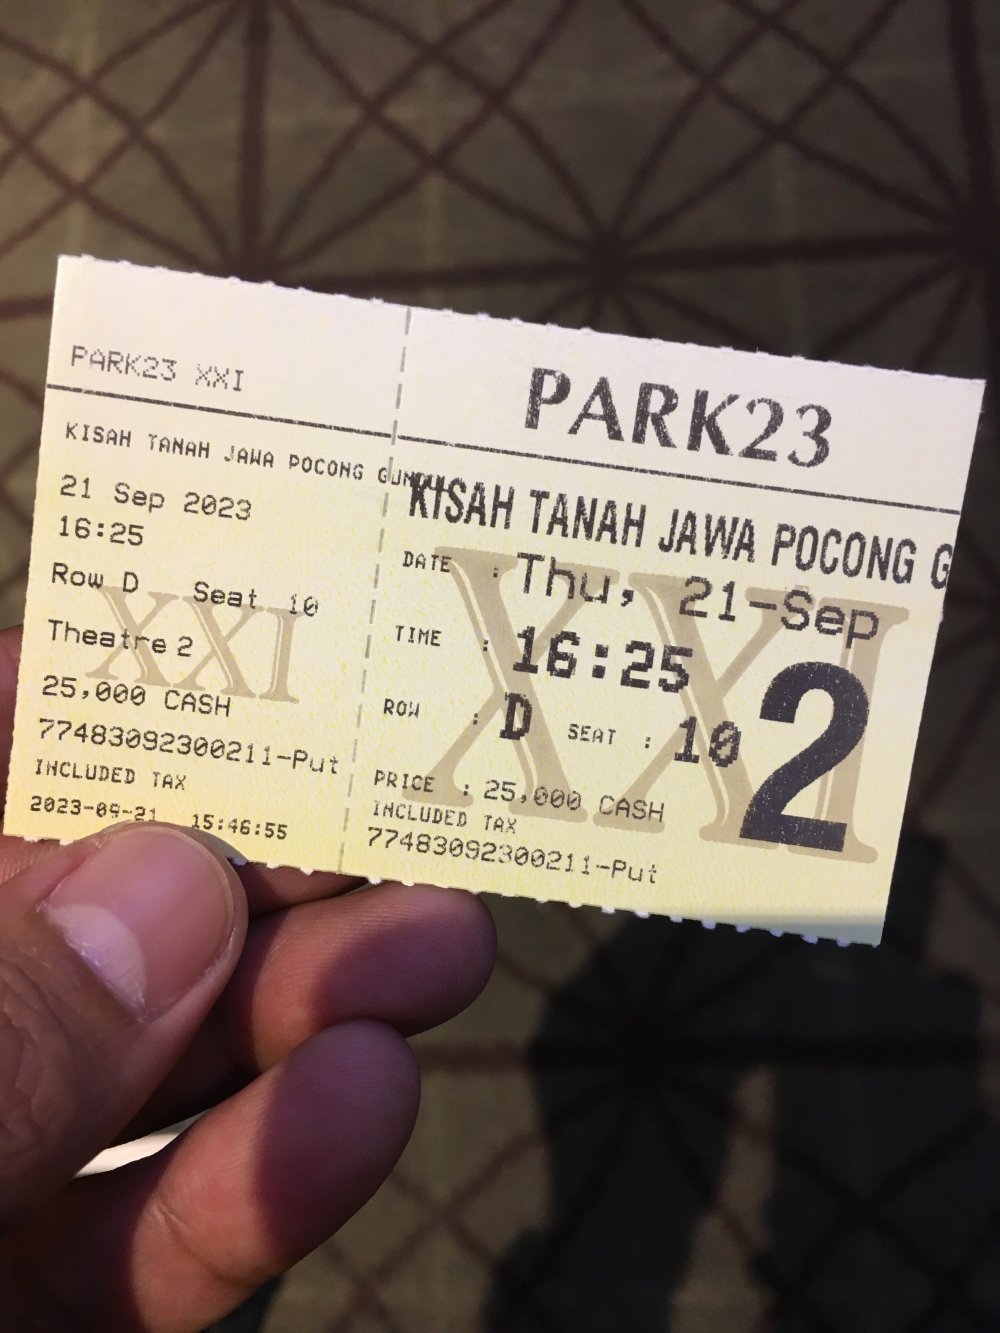 PARK23 XXI
KISAH TANAH JAWA POCONG GUNDUL
21 Sep 2023
16:25
Row D Seat 10
Theatre 2
XXI
25,000 CASH
77483092300211-Put
INCLUDED TAX
2023-09-21 15:46:55
PARK23
KISAH TANAH JAWA POCONG G
DATE : Thu, 21-Sep
TIME : 16:25
ROW : D SEAT : 10
2
XXI
PRICE : 25,000 CASH
INCLUDED TAX
77483092300211-Put